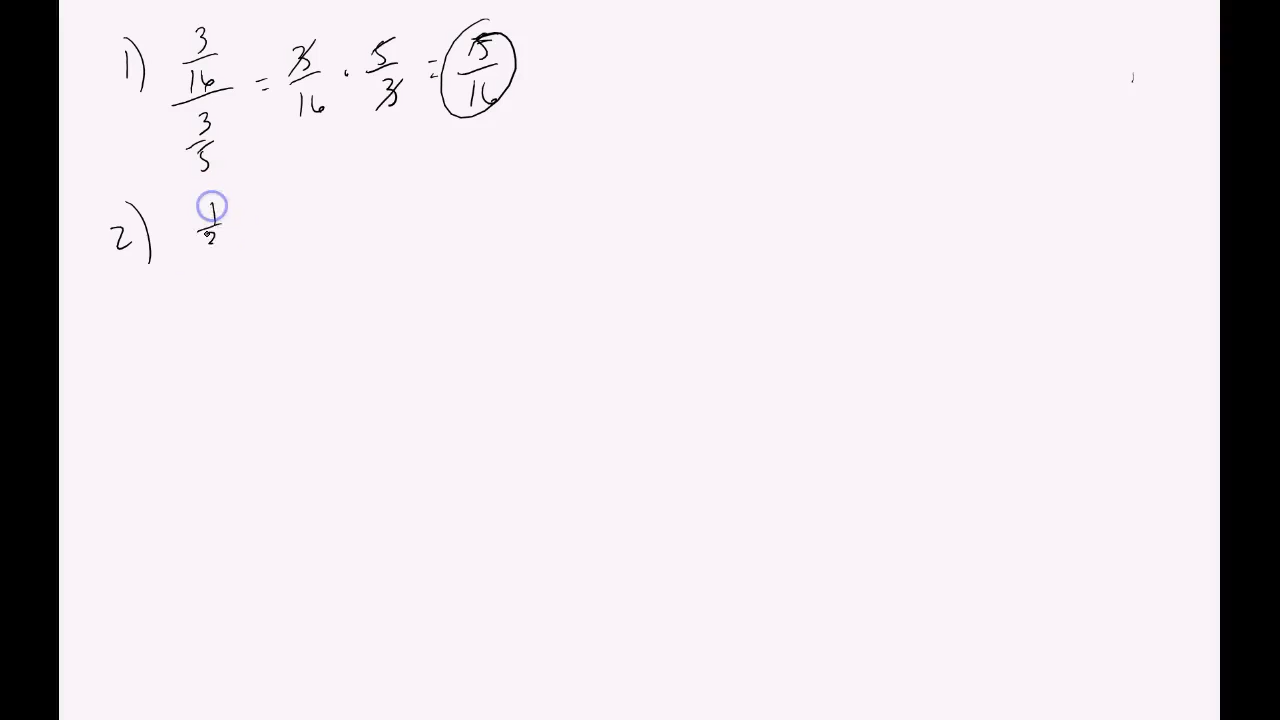 1) 3/16 / 3/5 = 3/16 · 5/3 = 15/16
2) 1/2